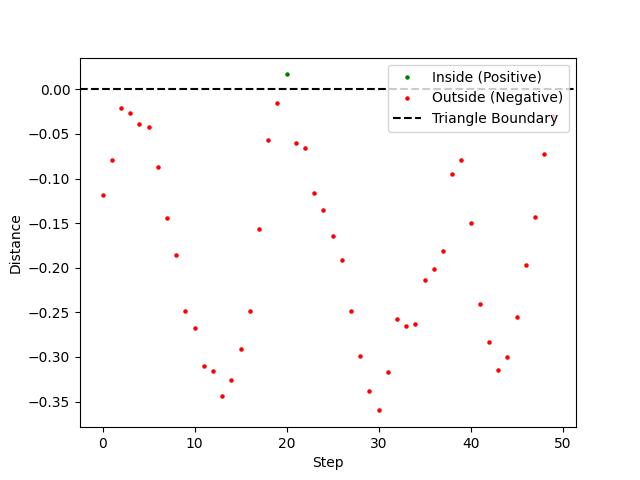 0.00
−0.05
−0.10
−0.15
−0.20
−0.25
−0.30
−0.35
Distance
0
10
20
30
40
50
Step
Inside (Positive)
Outside (Negative)
Triangle Boundary